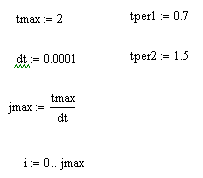 tmax := 2
tper1 := 0.7
dt := 0.0001
tper2 := 1.5
jmax := tmax/dt
i := 0.. jmax